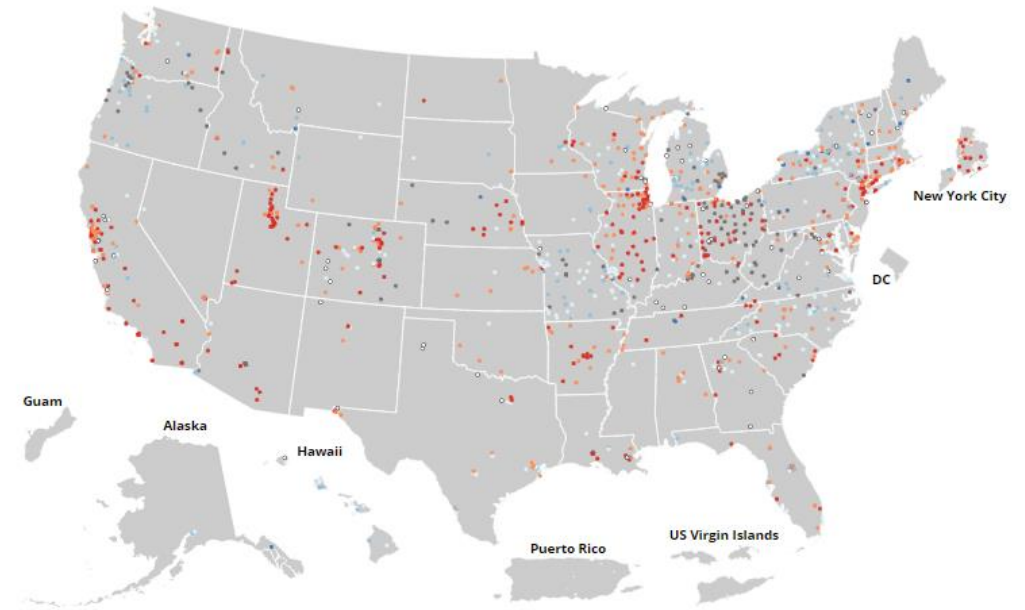 New York City
DC
Guam
Alaska
Hawaii
US Virgin Islands
Puerto Rico